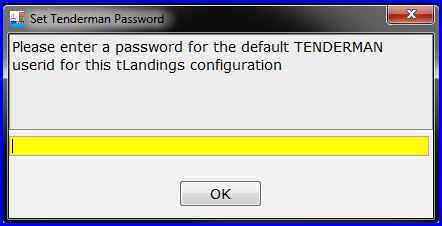 Set Tenderman Password
Please enter a password for the default TENDERMAN
userid for this tLandings configuration
OK